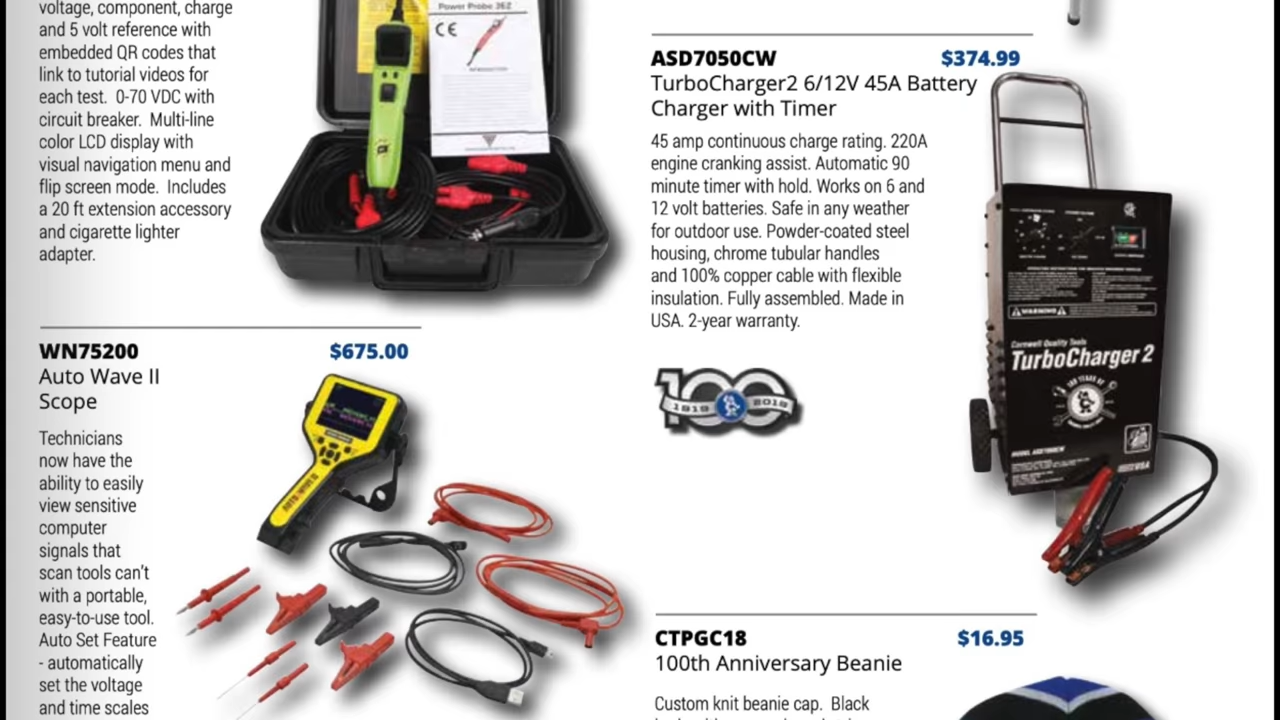 voltage, component, charge
and 5 volt reference with
embedded QR codes that
link to tutorial videos for
each test. 0-70 VDC with
circuit breaker. Multi-line
color LCD display with
visual navigation menu and
flip screen mode. Includes
a 20 ft extension accessory
and cigarette lighter
adapter.
Power Probe 3EZ
CE
WN75200 $675.00
Auto Wave II
Scope
Technicians
now have the
ability to easily
view sensitive
computer
signals that
scan tools can't
with a portable,
easy-to-use tool.
Auto Set Feature
- automatically
set the voltage
and time scales
ASD7050CW $374.99
TurboCharger2 6/12V 45A Battery
Charger with Timer
45 amp continuous charge rating. 220A
engine cranking assist. Automatic 90
minute timer with hold. Works on 6 and
12 volt batteries. Safe in any weather
for outdoor use. Powder-coated steel
housing, chrome tubular handles
and 100% copper cable with flexible
insulation. Fully assembled. Made in
USA. 2-year warranty.
100
1919 2019
WARNING
Cornwell Quality Tools
TurboCharger 2
100 YEARS OF
CTPGC18 $16.95
100th Anniversary Beanie
Custom knit beanie cap. Black